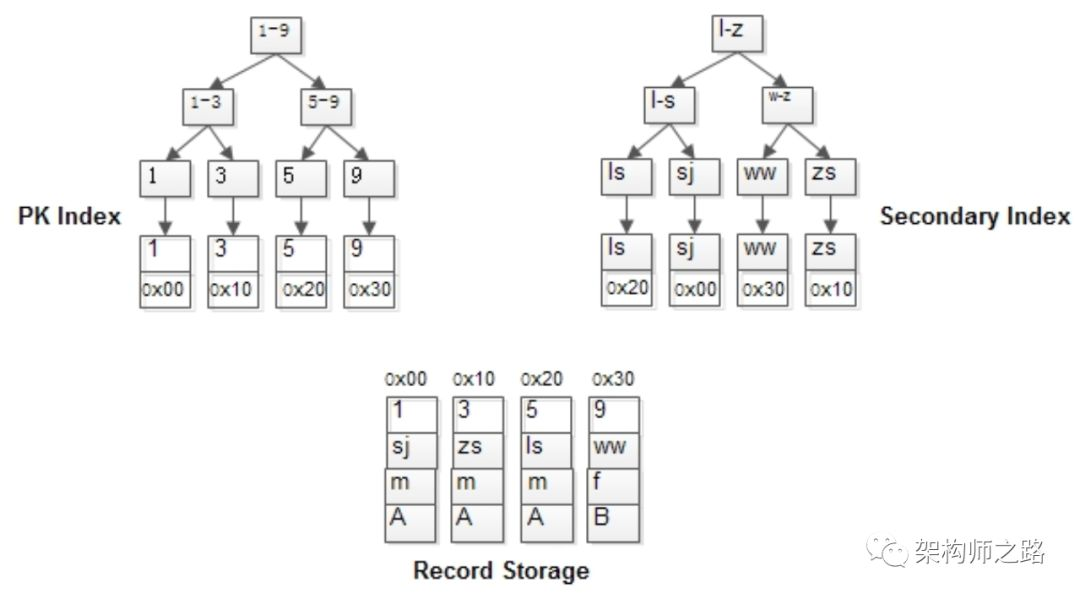 1-9
1-3
5-9
1
3
5
9
PK Index
1
3
5
9
0x00
0x10
0x20
0x30
l-z
l-s
w-z
ls
sj
ww
zs
Secondary Index
ls
sj
ww
zs
0x20
0x00
0x30
0x10
0x00
0x10
0x20
0x30
1
3
5
9
sj
zs
ls
ww
m
m
m
f
A
A
A
B
Record Storage
架构师之路